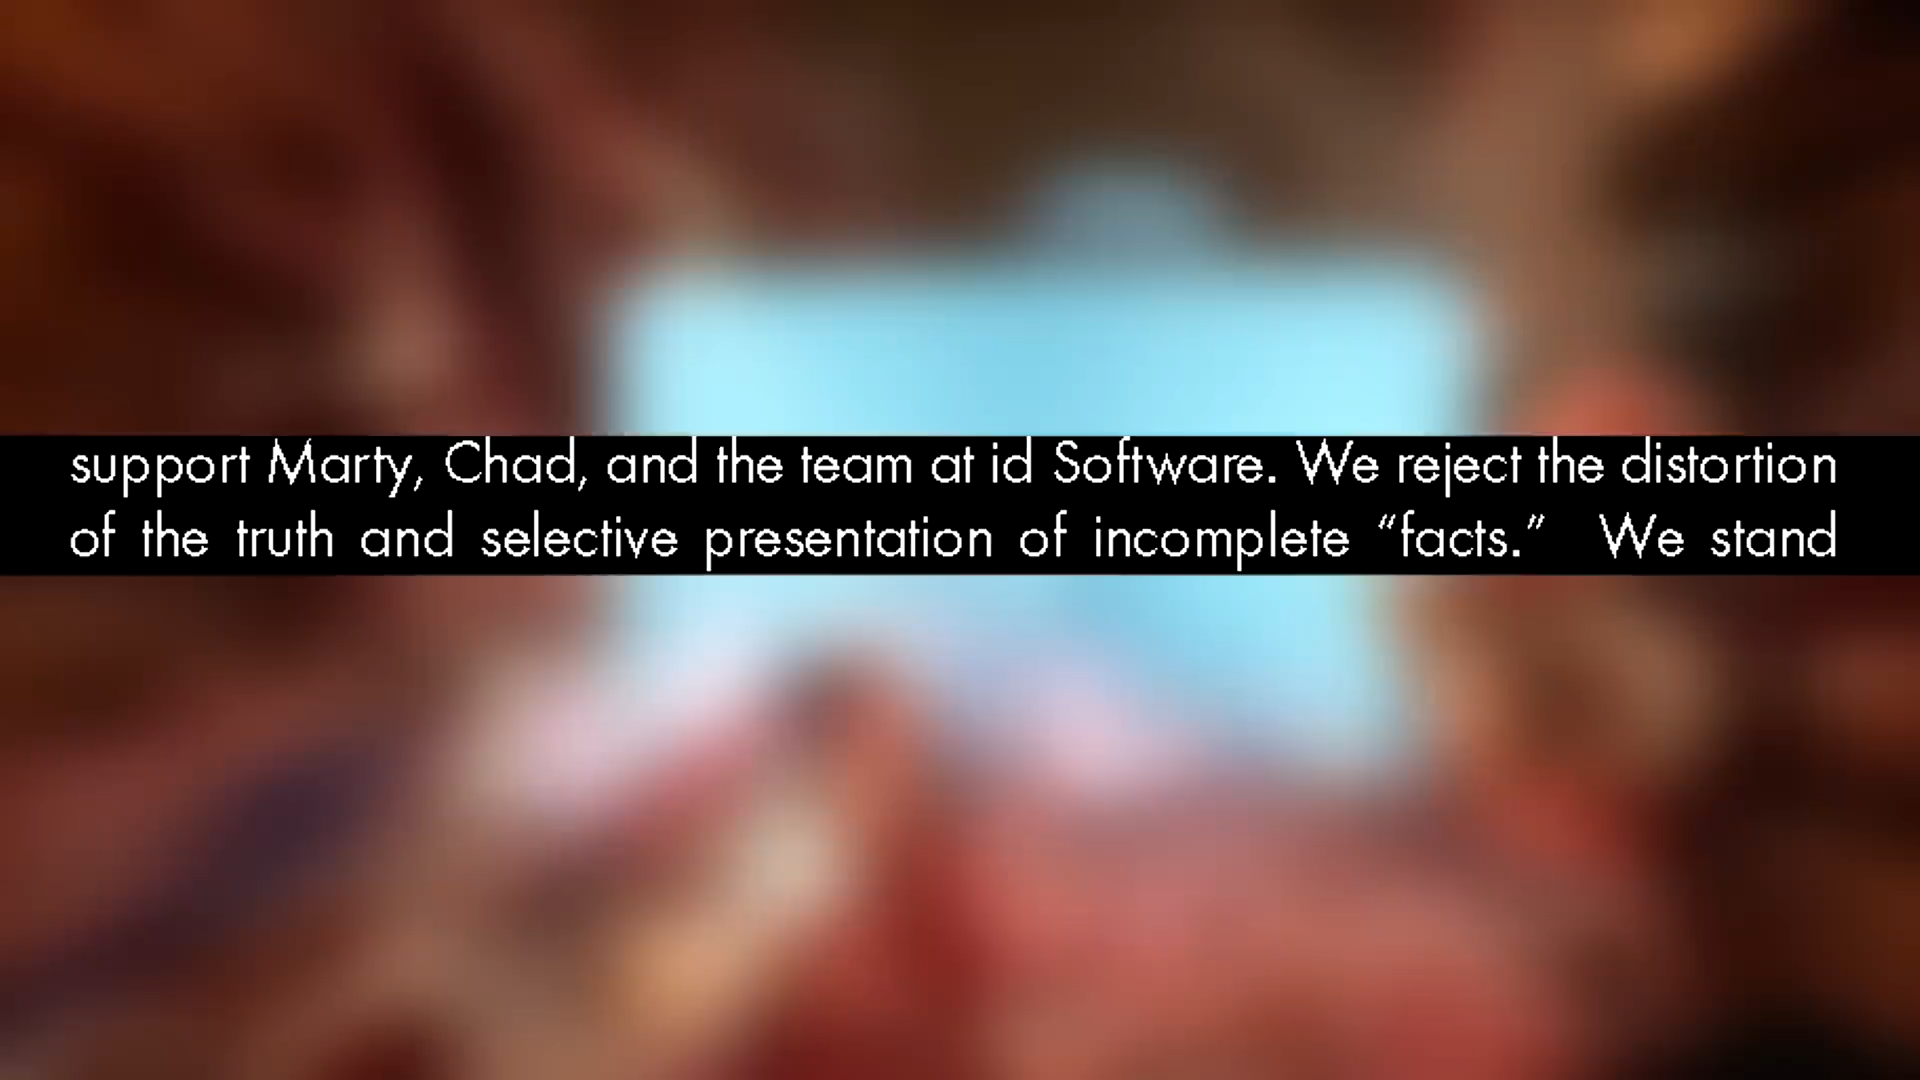 support Marty, Chad, and the team at id Software. We reject the distortion
of the truth and selective presentation of incomplete “facts.”  We stand